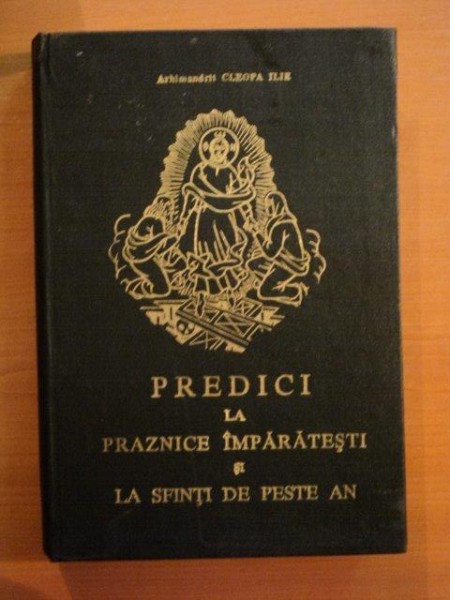 Arhimandrit CLEOPA ILIE
PREDICI
LA
PRAZNICE ÎMPĂRĂTEŞTI
şi
LA SFINŢI DE PESTE AN